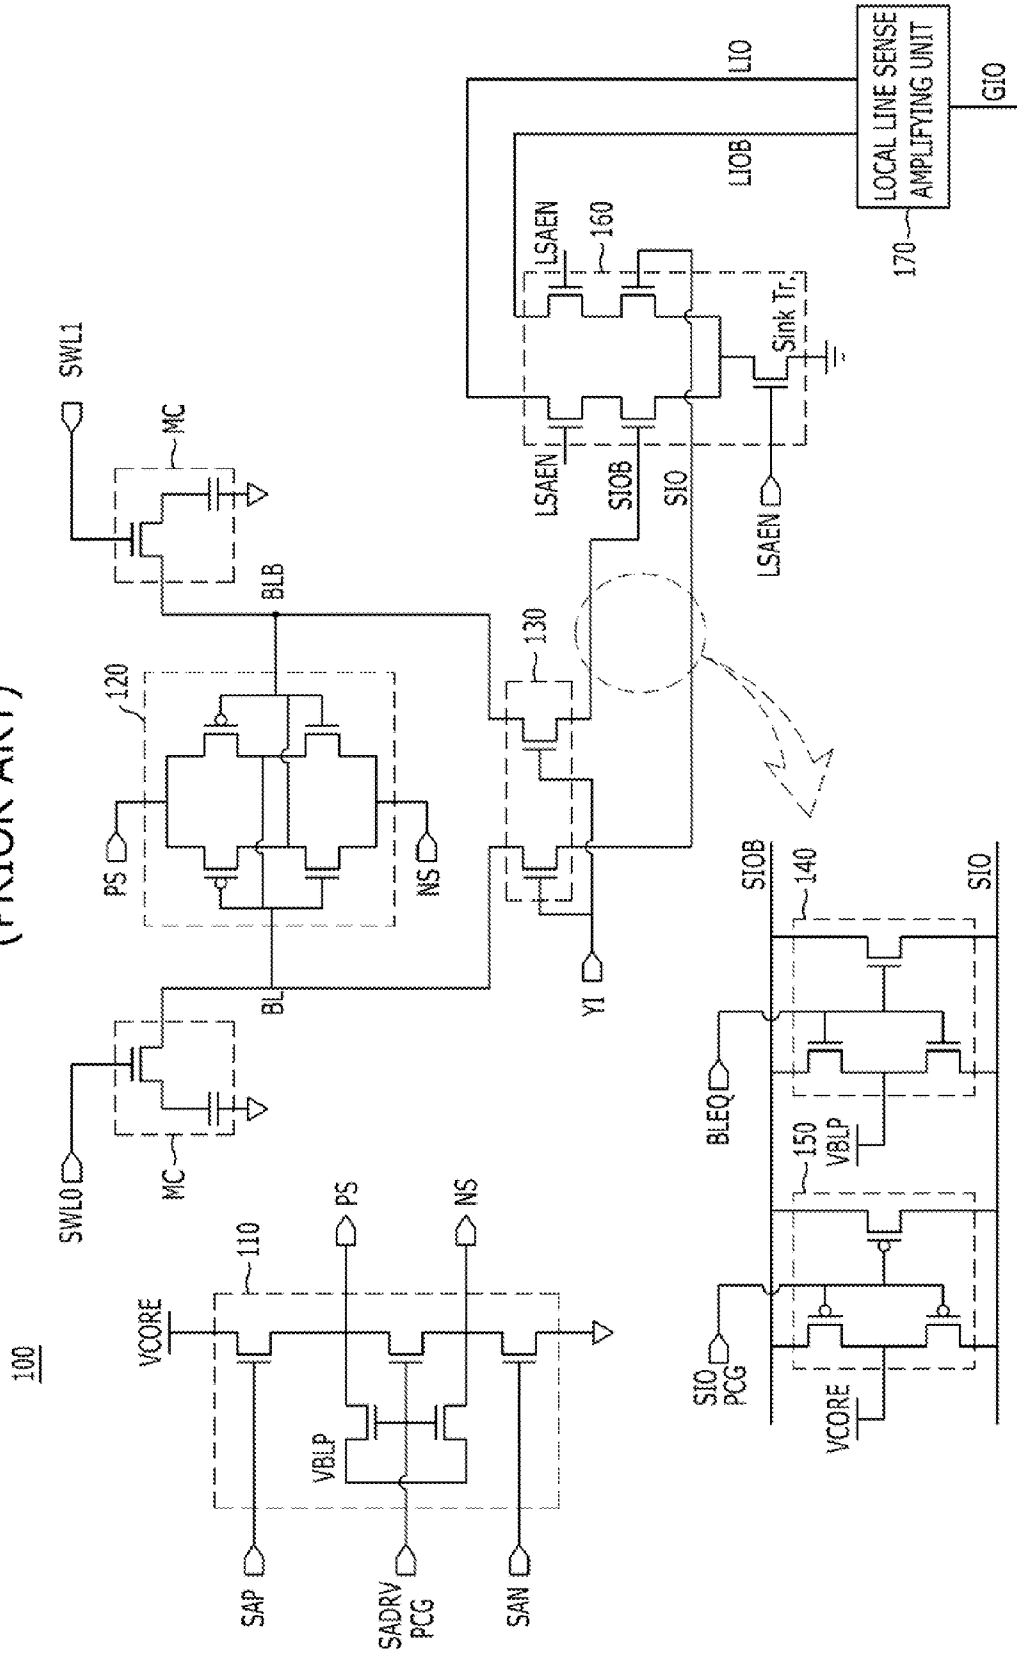 (PRIOR ART)
100
SWL0
MC
BL
PS
120
NS
BLB
MC
SWL1
VCORE
110
PS
NS
VBLP
SAP
SADRV
PCG
SAN
YI
130
LSAEN
LSAEN
160
SIOB
SIO
Sink Tr.
LSAEN
LIOB
LIO
170
LOCAL LINE SENSE
AMPLIFYING UNIT
GIO
SIO
PCG
BLEQ
SIOB
VCORE
150
VBLP
140
SIO